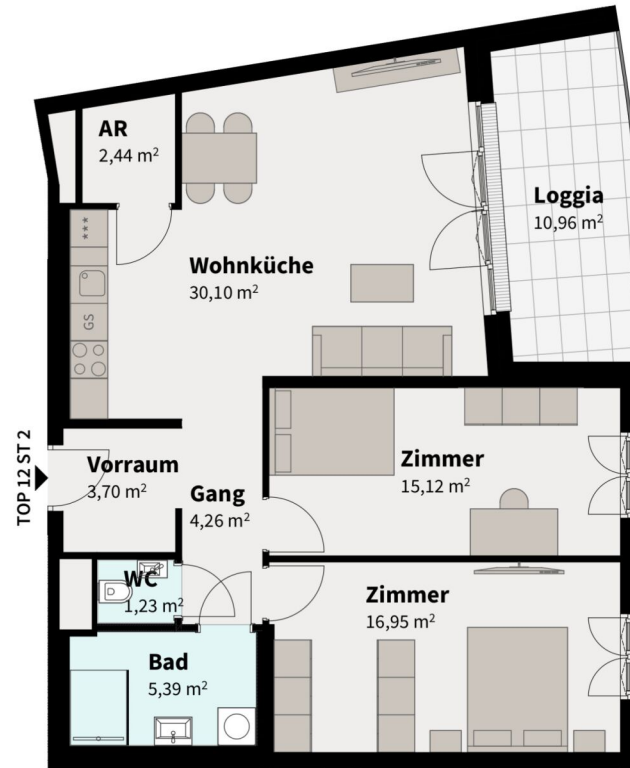 AR
2,44 m²
Loggia
10,96 m²
***
Wohnküche
30,10 m²
GS
TOP 12 ST 2
Vorraum
3,70 m²
Gang
4,26 m²
Zimmer
15,12 m²
WC
1,23 m²
Zimmer
16,95 m²
Bad
5,39 m²